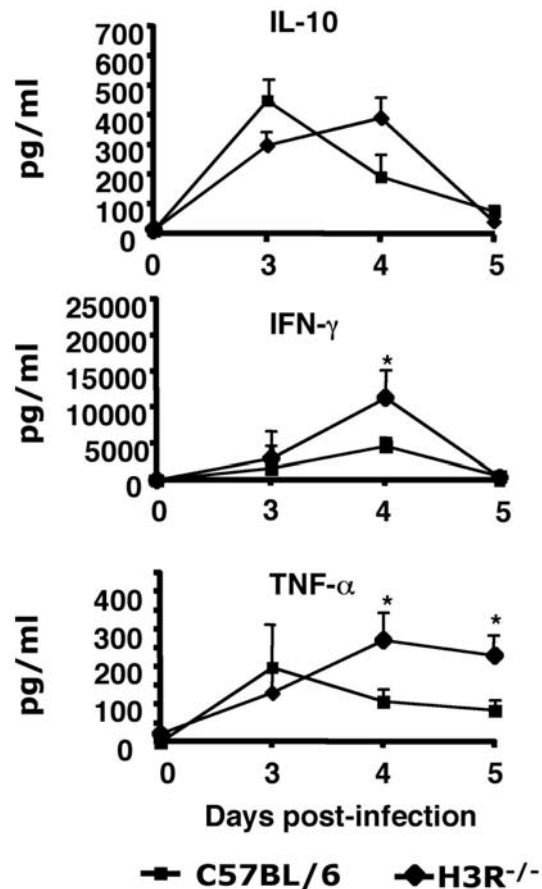 IL-10
700
600
500
400
300
200
100
0
pg/ml
0 3 4 5
IFN-γ
25000
20000
15000
10000
5000
0
pg/ml
*
0 3 4 5
TNF-α
400
300
200
100
0
pg/ml
* *
0 3 4 5
Days post-infection
C57BL/6 H3R-/-